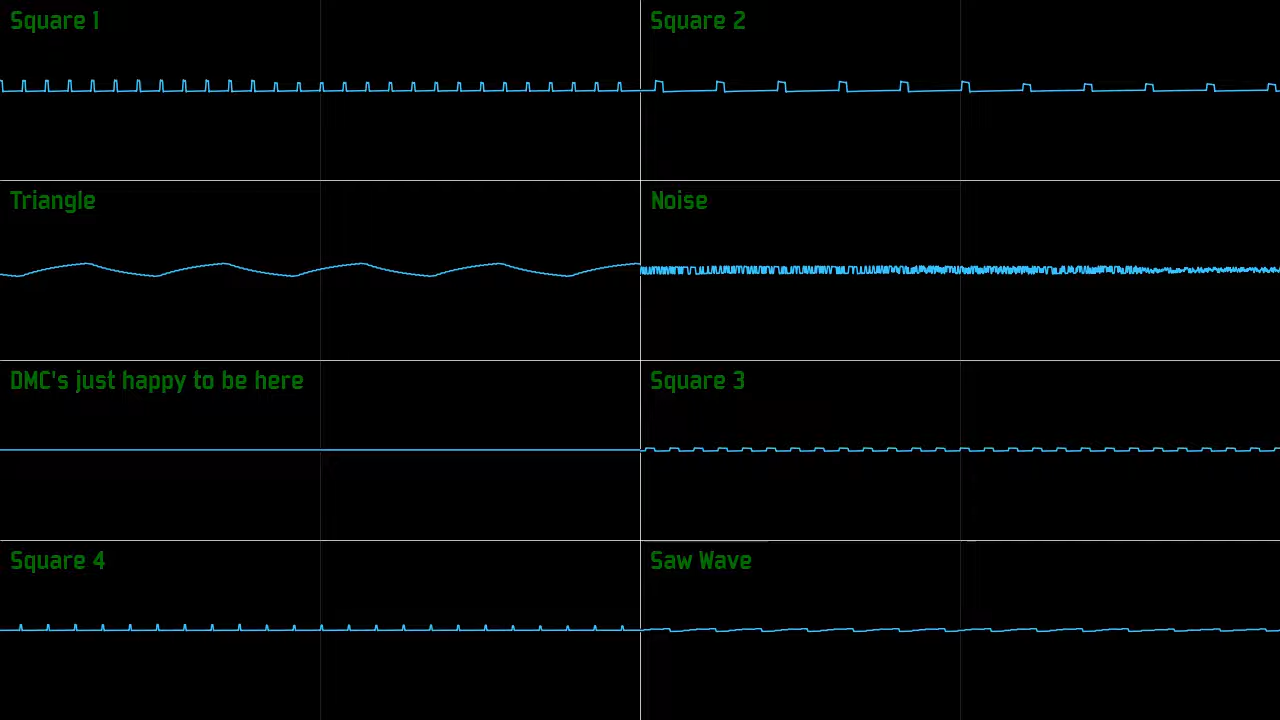 Square 1
Square 2
Triangle
Noise
DMC's just happy to be here
Square 3
Square 4
Saw Wave